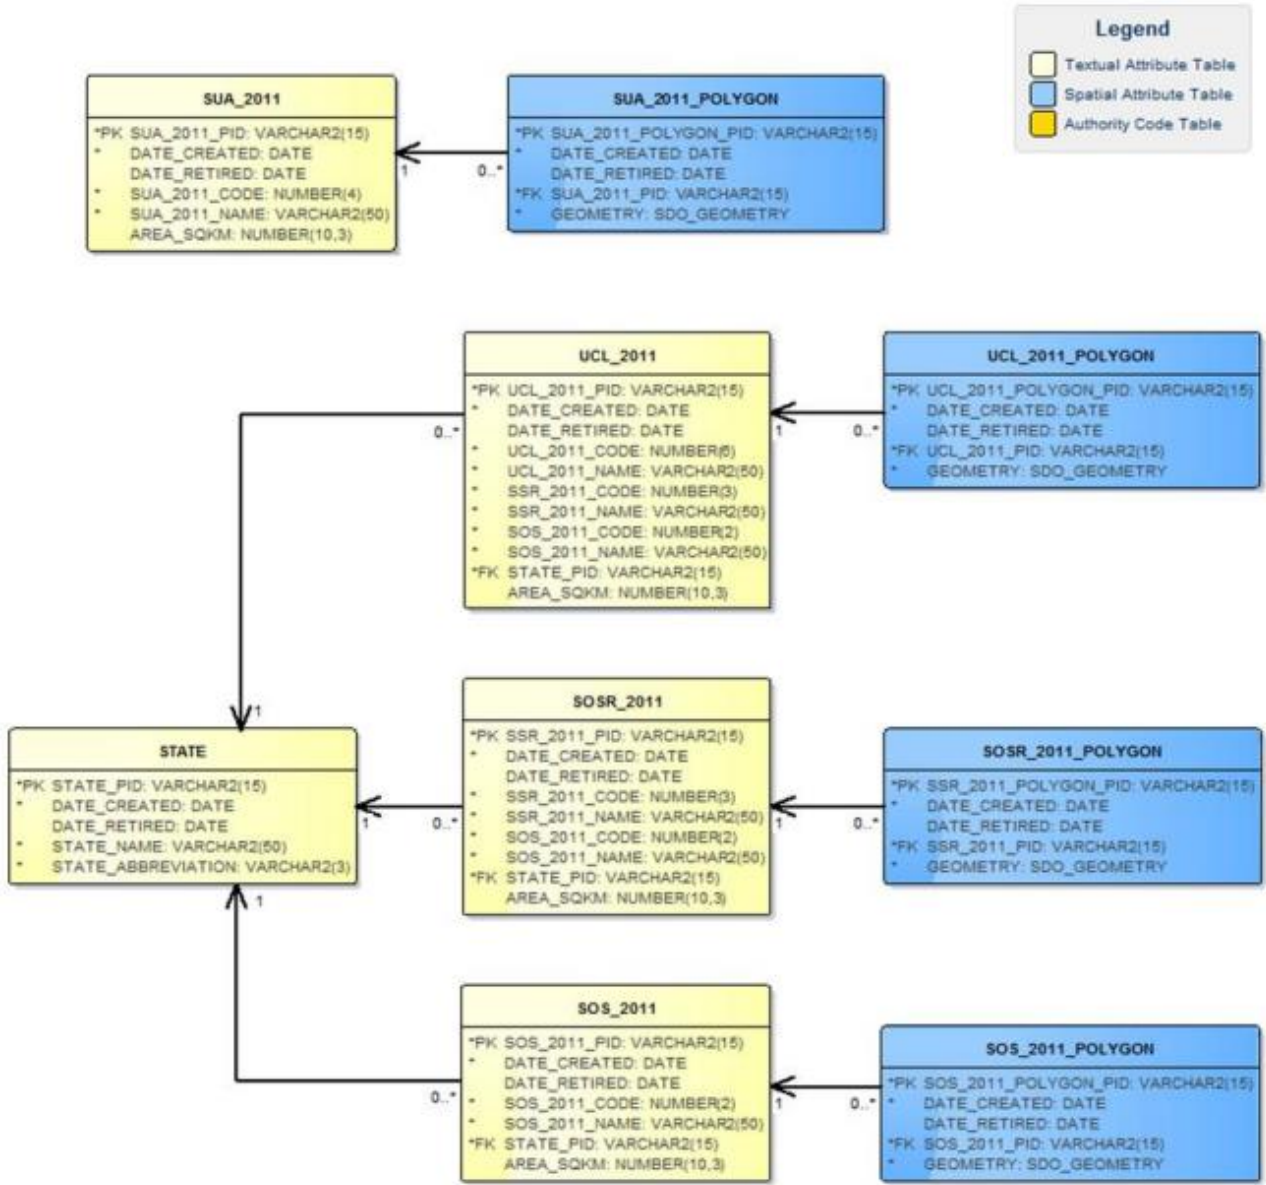 Legend
Textual Attribute Table
Spatial Attribute Table
Authority Code Table
SUA_2011
*PK SUA_2011_PID: VARCHAR2(15)
* DATE_CREATED: DATE
DATE_RETIRED: DATE
* SUA_2011_CODE: NUMBER(4)
* SUA_2011_NAME: VARCHAR2(50)
AREA_SQKM: NUMBER(10,3)
1
0..*
SUA_2011_POLYGON
*PK SUA_2011_POLYGON_PID: VARCHAR2(15)
* DATE_CREATED: DATE
DATE_RETIRED: DATE
*FK SUA_2011_PID: VARCHAR2(15)
* GEOMETRY: SDO_GEOMETRY
UCL_2011
*PK UCL_2011_PID: VARCHAR2(15)
* DATE_CREATED: DATE
DATE_RETIRED: DATE
* UCL_2011_CODE: NUMBER(6)
* UCL_2011_NAME: VARCHAR2(50)
* SSR_2011_CODE: NUMBER(3)
* SSR_2011_NAME: VARCHAR2(50)
* SOS_2011_CODE: NUMBER(2)
* SOS_2011_NAME: VARCHAR2(50)
*FK STATE_PID: VARCHAR2(15)
AREA_SQKM: NUMBER(10,3)
0..*
1
1
0..*
UCL_2011_POLYGON
*PK UCL_2011_POLYGON_PID: VARCHAR2(15)
* DATE_CREATED: DATE
DATE_RETIRED: DATE
*FK UCL_2011_PID: VARCHAR2(15)
* GEOMETRY: SDO_GEOMETRY
STATE
*PK STATE_PID: VARCHAR2(15)
* DATE_CREATED: DATE
DATE_RETIRED: DATE
* STATE_NAME: VARCHAR2(50)
* STATE_ABBREVIATION: VARCHAR2(3)
1
0..*
SOSR_2011
*PK SSR_2011_PID: VARCHAR2(15)
* DATE_CREATED: DATE
DATE_RETIRED: DATE
* SSR_2011_CODE: NUMBER(3)
* SSR_2011_NAME: VARCHAR2(50)
* SOS_2011_CODE: NUMBER(2)
* SOS_2011_NAME: VARCHAR2(50)
*FK STATE_PID: VARCHAR2(15)
AREA_SQKM: NUMBER(10,3)
1
0..*
SOSR_2011_POLYGON
*PK SSR_2011_POLYGON_PID: VARCHAR2(15)
* DATE_CREATED: DATE
DATE_RETIRED: DATE
*FK SSR_2011_PID: VARCHAR2(15)
* GEOMETRY: SDO_GEOMETRY
1
0..*
SOS_2011
*PK SOS_2011_PID: VARCHAR2(15)
* DATE_CREATED: DATE
DATE_RETIRED: DATE
* SOS_2011_CODE: NUMBER(2)
* SOS_2011_NAME: VARCHAR2(50)
*FK STATE_PID: VARCHAR2(15)
AREA_SQKM: NUMBER(10,3)
1
0..*
SOS_2011_POLYGON
*PK SOS_2011_POLYGON_PID: VARCHAR2(15)
* DATE_CREATED: DATE
DATE_RETIRED: DATE
*FK SOS_2011_PID: VARCHAR2(15)
* GEOMETRY: SDO_GEOMETRY